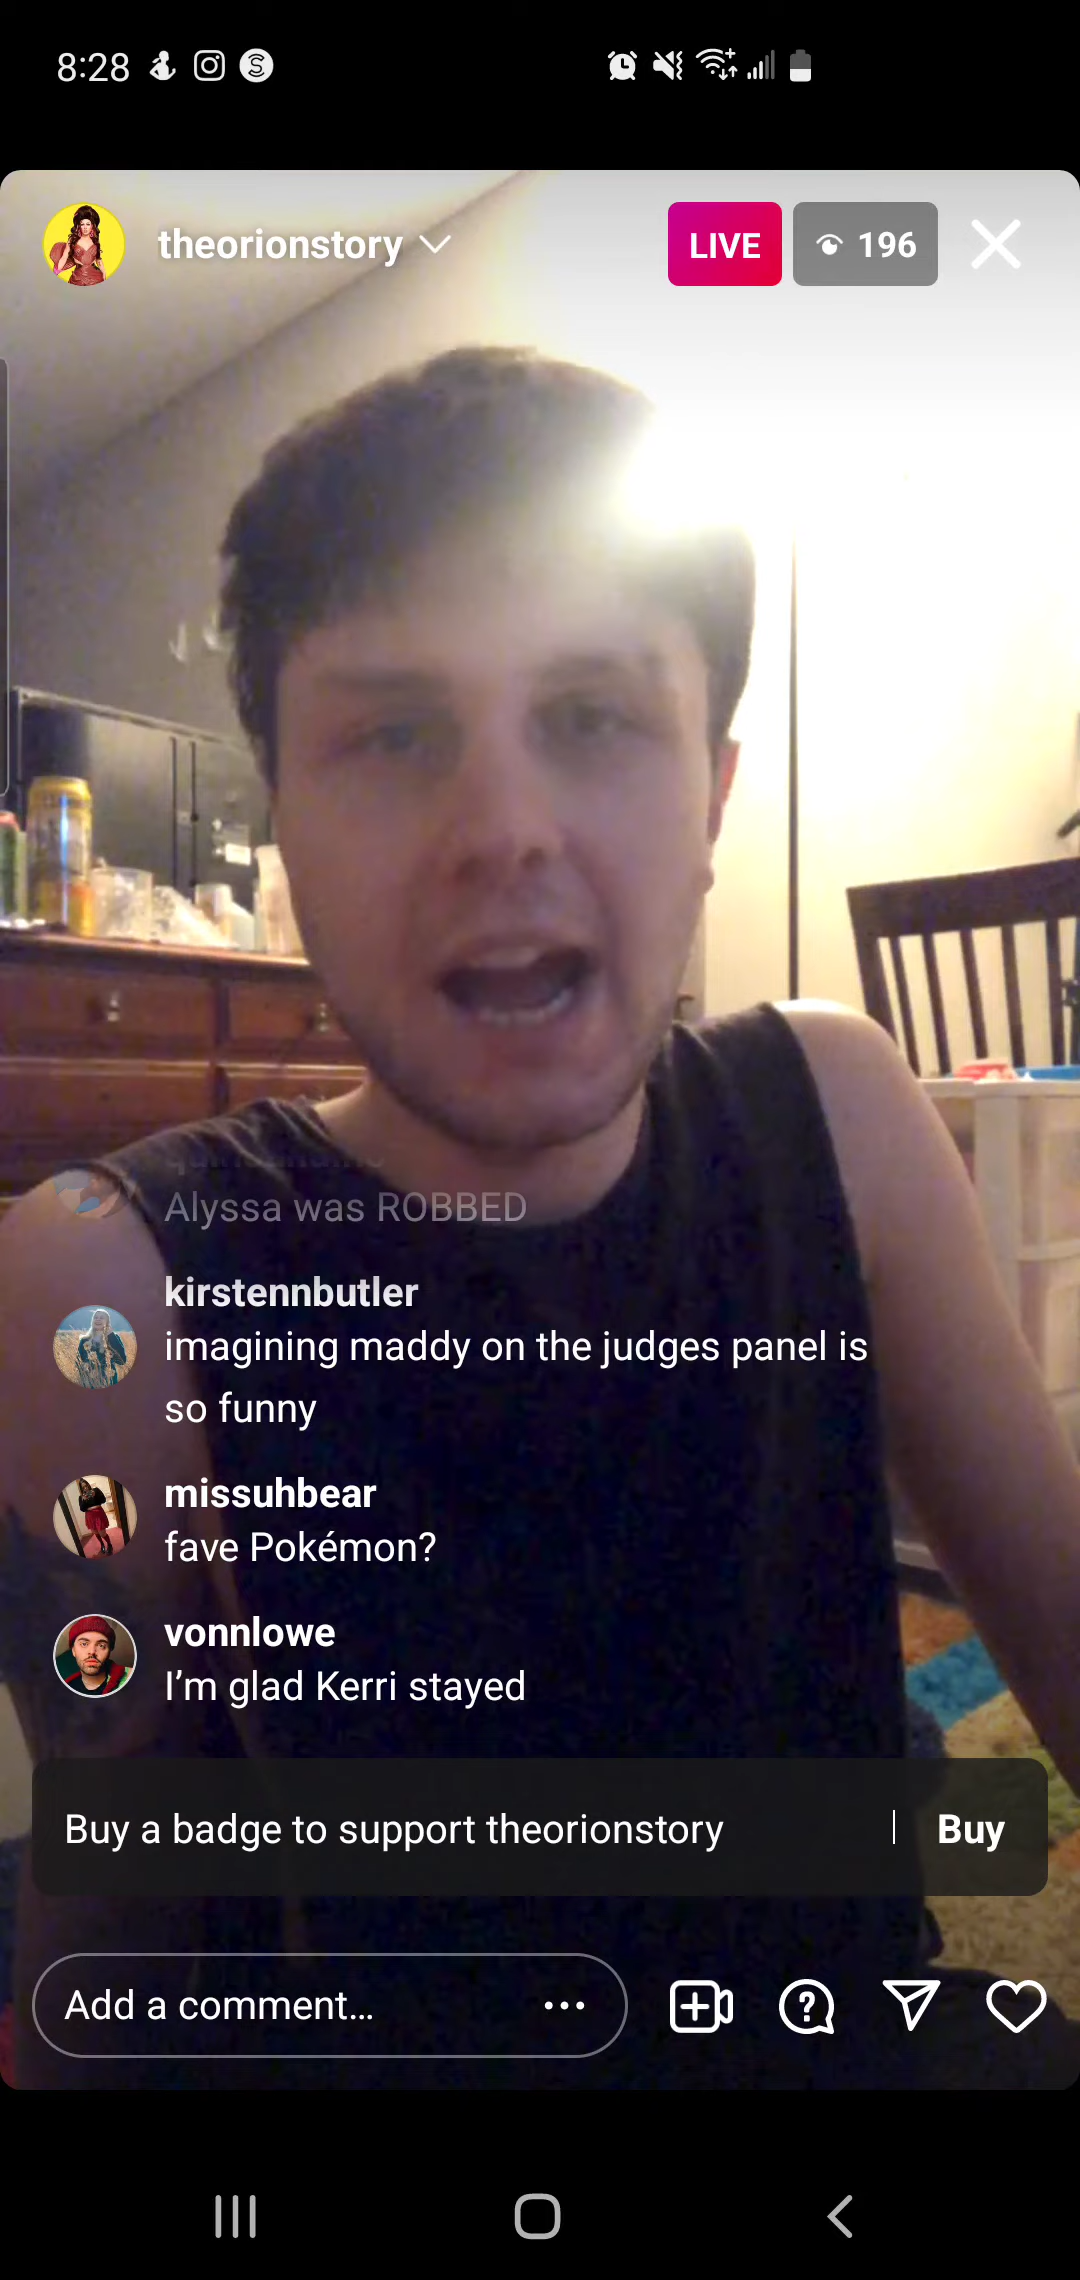 8:28
theorionstory
LIVE
196
Alyssa was ROBBED
kirstennbutler
imagining maddy on the judges panel is
so funny
missuhbear
fave Pokémon?
vonnlowe
I’m glad Kerri stayed
Buy a badge to support theorionstory | Buy
Add a comment…